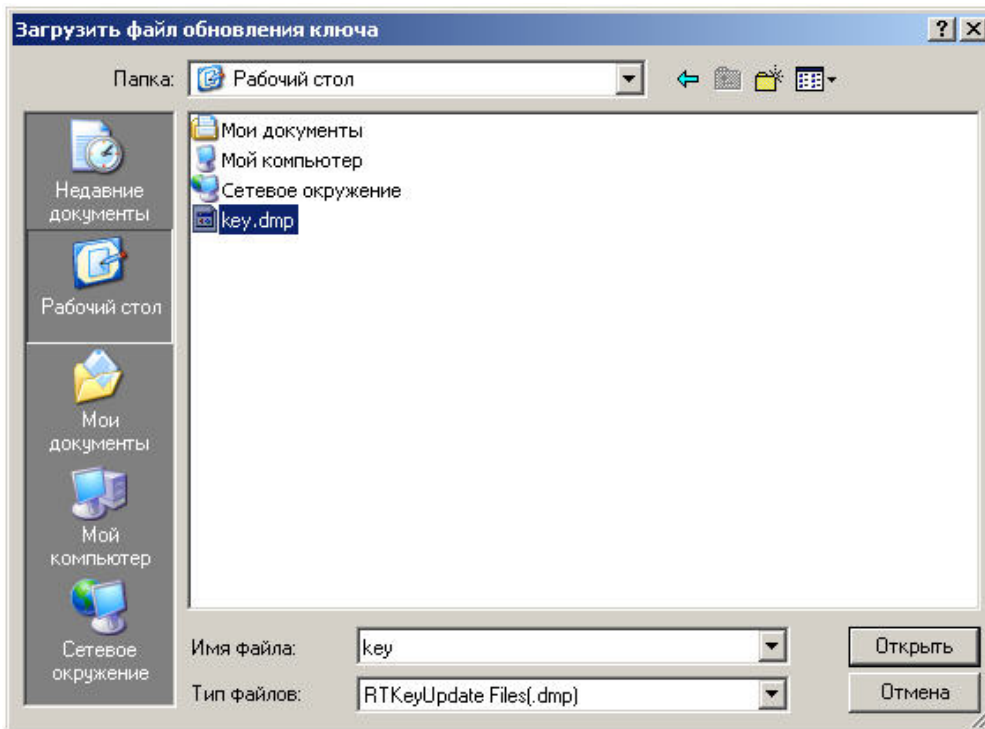 Загрузить файл обновления ключа
Папка: Рабочий стол
Недавние
документы
Рабочий стол
Мои
документы
Мой
компьютер
Сетевое
окружение
Мои документы
Мой компьютер
Сетевое окружение
key.dmp
Имя файла: key Открыть
Тип файлов: RTKeyUpdate Files(.dmp) Отмена